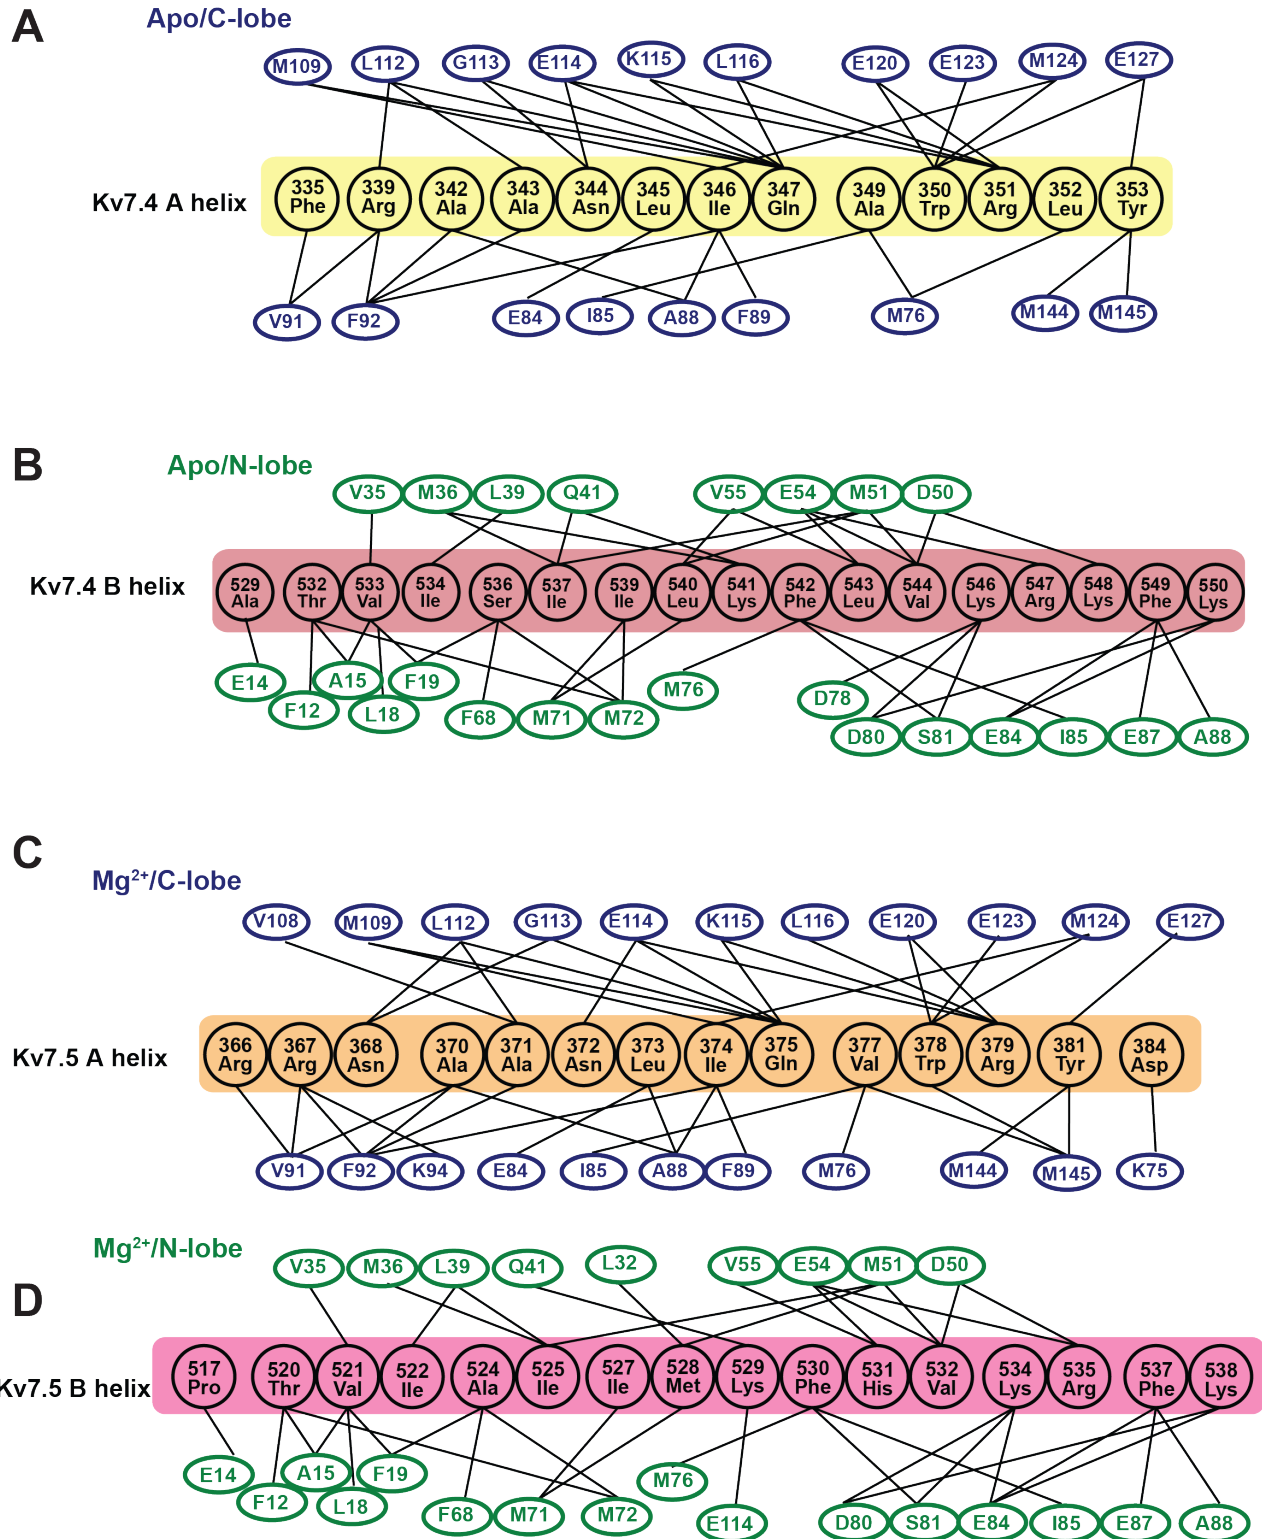 A
Apo/C-lobe
M109 L112 G113 E114 K115 L116 E120 E123 M124 E127
Kv7.4 A helix
335 339 342 343 344 345 346 347 349 350 351 352 353
Phe Arg Ala Ala Asn Leu Ile Gln Ala Trp Arg Leu Tyr
V91 F92 E84 I85 A88 F89 M76 M144 M145
B
Apo/N-lobe
V35 M36 L39 Q41 V55 E54 M51 D50
Kv7.4 B helix
529 532 533 534 536 537 539 540 541 542 543 544 546 547 548 549 550
Ala Thr Val Ile Ser Ile Ile Leu Lys Phe Leu Val Lys Arg Lys Phe Lys
E14 A15 F19 M76 D78
F12 L18 F68 M71 M72 D80 S81 E84 I85 E87 A88
C
Mg²⁺/C-lobe
V108 M109 L112 G113 E114 K115 L116 E120 E123 M124 E127
Kv7.5 A helix
366 367 368 370 371 372 373 374 375 377 378 379 381 384
Arg Arg Asn Ala Ala Asn Leu Ile Gln Val Trp Arg Tyr Asp
V91 F92 K94 E84 I85 A88 F89 M76 M144 M145 K75
Mg²⁺/N-lobe
V35 M36 L39 Q41 L32 V55 E54 M51 D50
D
Kv7.5 B helix
517 520 521 522 524 525 527 528 529 530 531 532 534 535 537 538
Pro Thr Val Ile Ala Ile Ile Met Lys Phe His Val Lys Arg Phe Lys
E14 A15 F19 M76
F12 L18 F68 M71 M72 E114 D80 S81 E84 I85 E87 A88